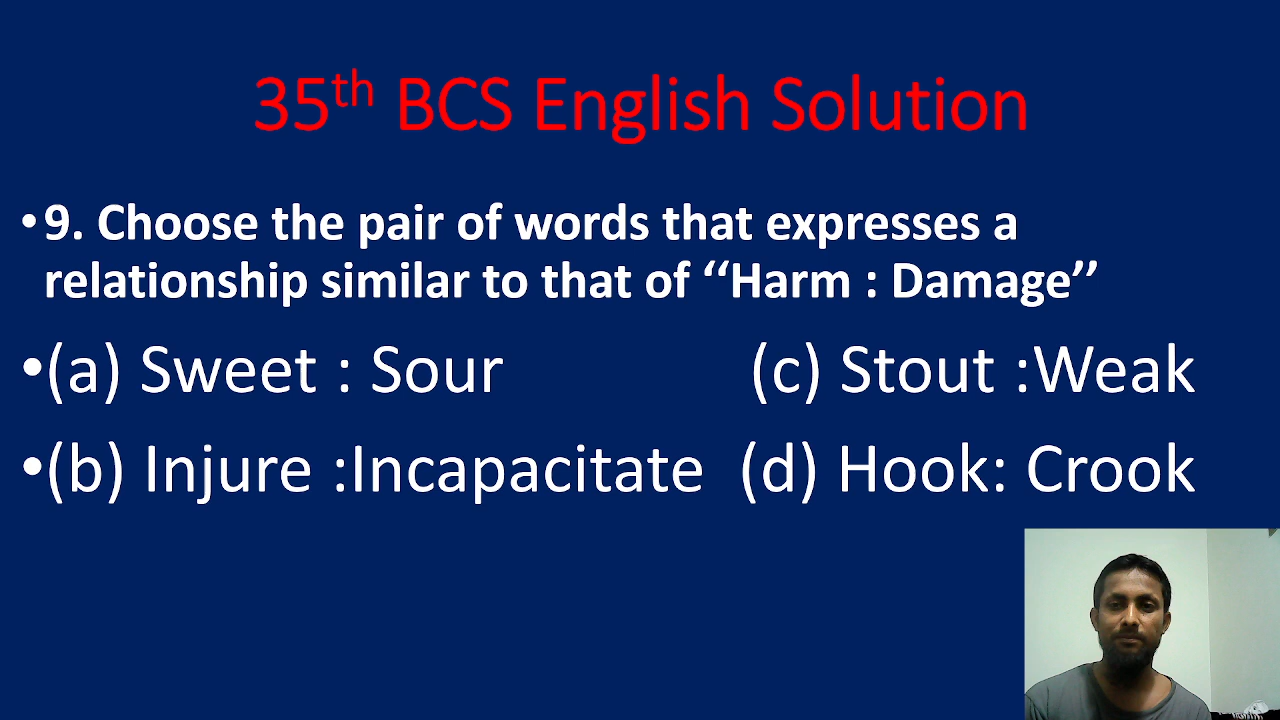 35th BCS English Solution
•9. Choose the pair of words that expresses a
relationship similar to that of ‘‘Harm : Damage’’
•(a) Sweet : Sour (c) Stout :Weak
•(b) Injure :Incapacitate (d) Hook: Crook